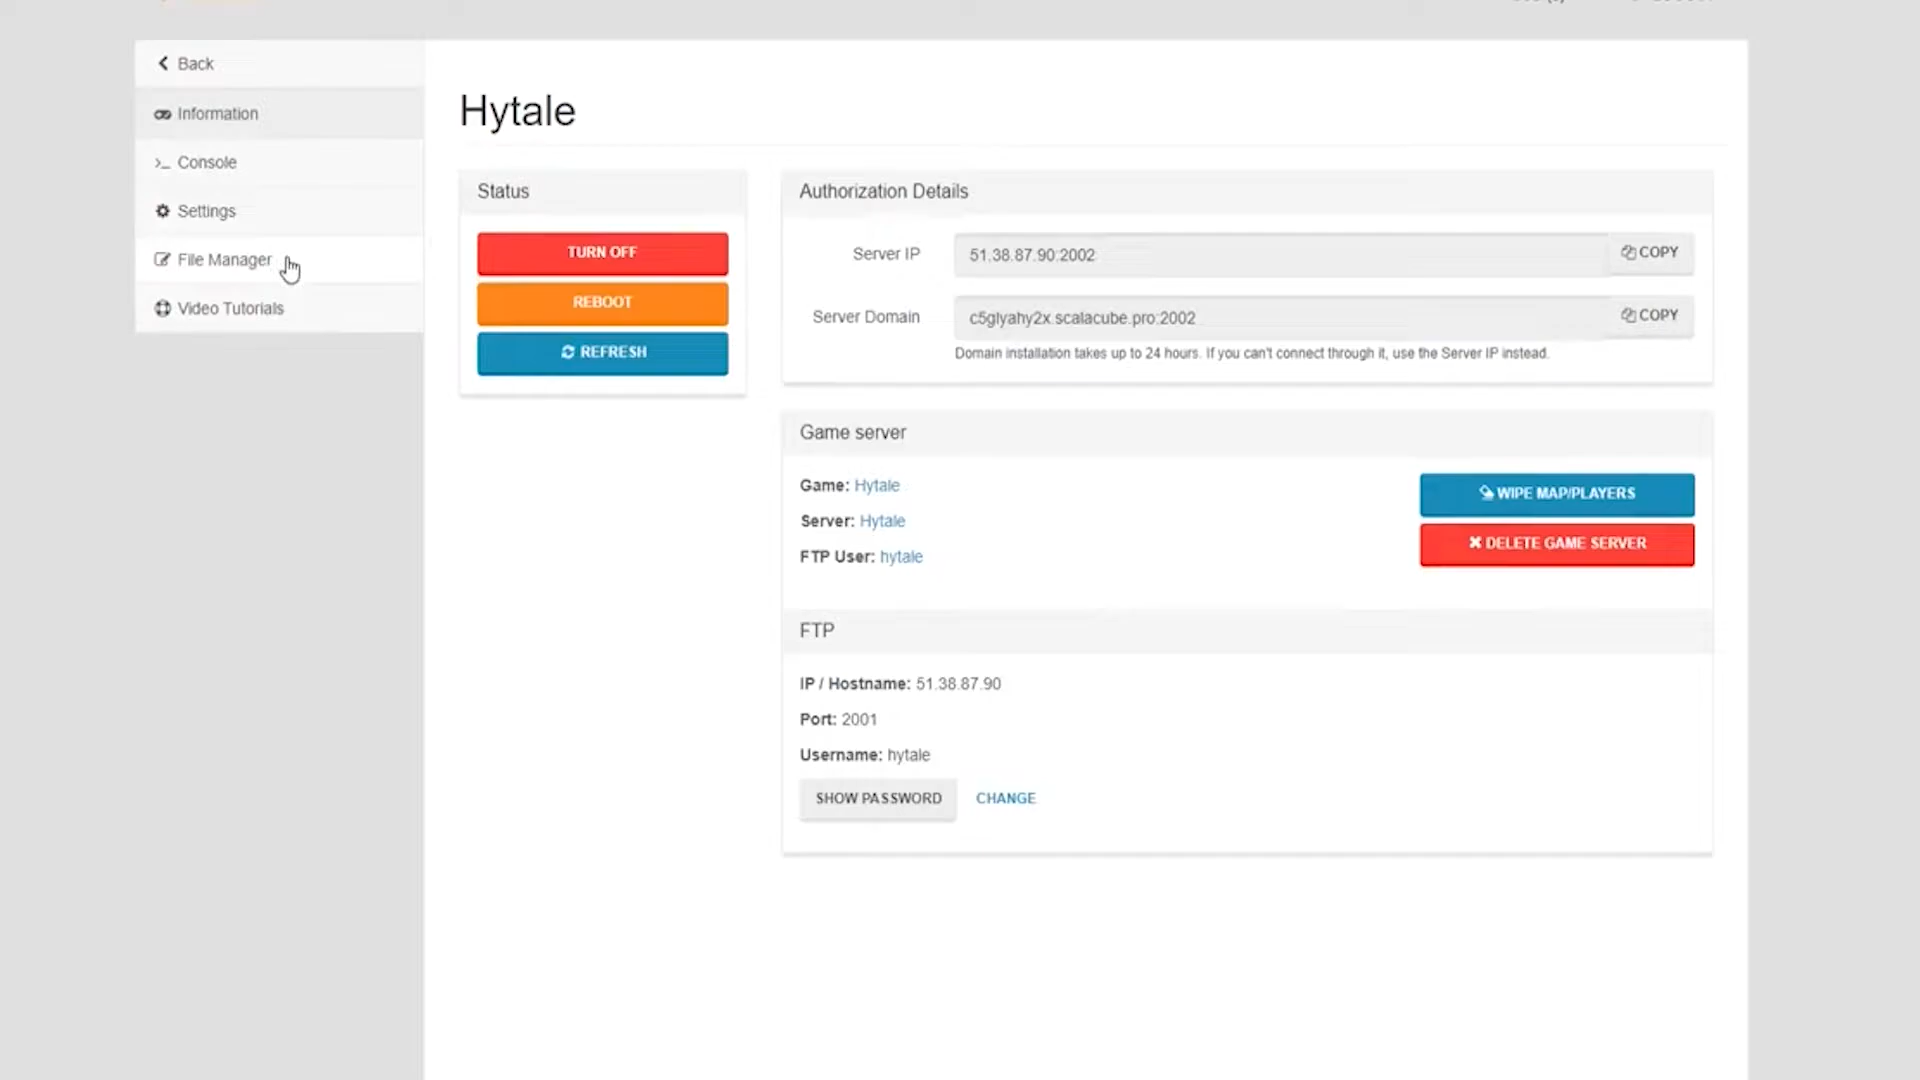 Back
Information
Console
Settings
File Manager
Video Tutorials
Hytale
Status
TURN OFF
REBOOT
REFRESH
Authorization Details
Server IP 51.38.87.90:2002 COPY
Server Domain c5glyahy2x.scalacube.pro:2002 COPY
Domain installation takes up to 24 hours. If you can't connect through it, use the Server IP instead.
Game server
Game: Hytale
Server: Hytale
FTP User: hytale
WIPE MAP/PLAYERS
DELETE GAME SERVER
FTP
IP / Hostname: 51.38.87.90
Port: 2001
Username: hytale
SHOW PASSWORD CHANGE